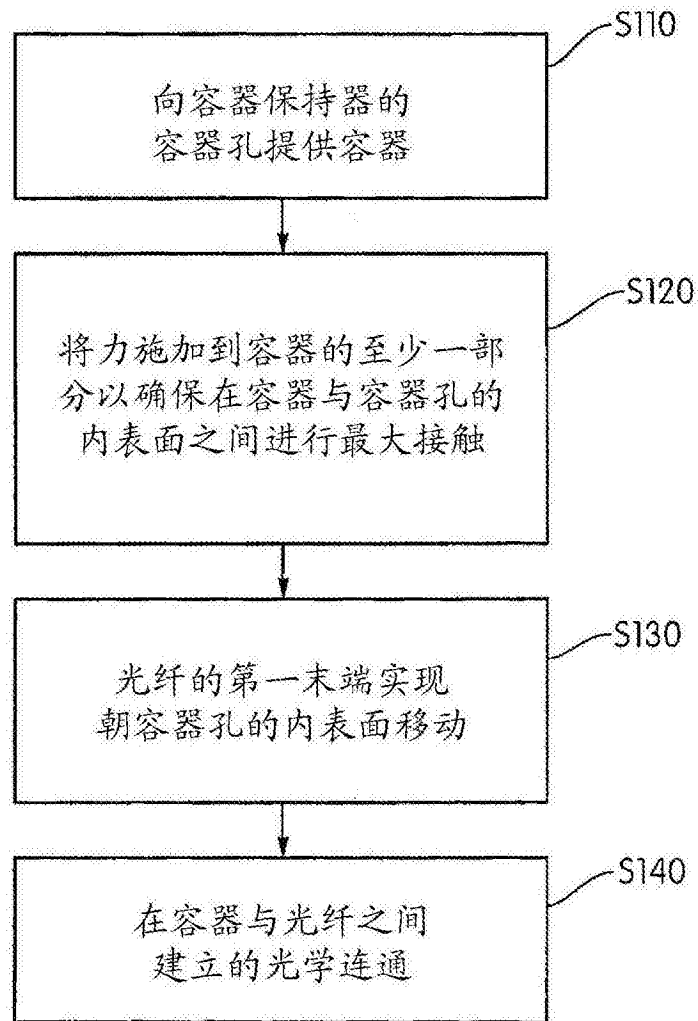 S110
向容器保持器的
容器孔提供容器
S120
将力施加到容器的至少一部
分以确保在容器与容器孔的
内表面之间进行最大接触
S130
光纤的第一末端实现
朝容器孔的内表面移动
S140
在容器与光纤之间
建立的光学连通